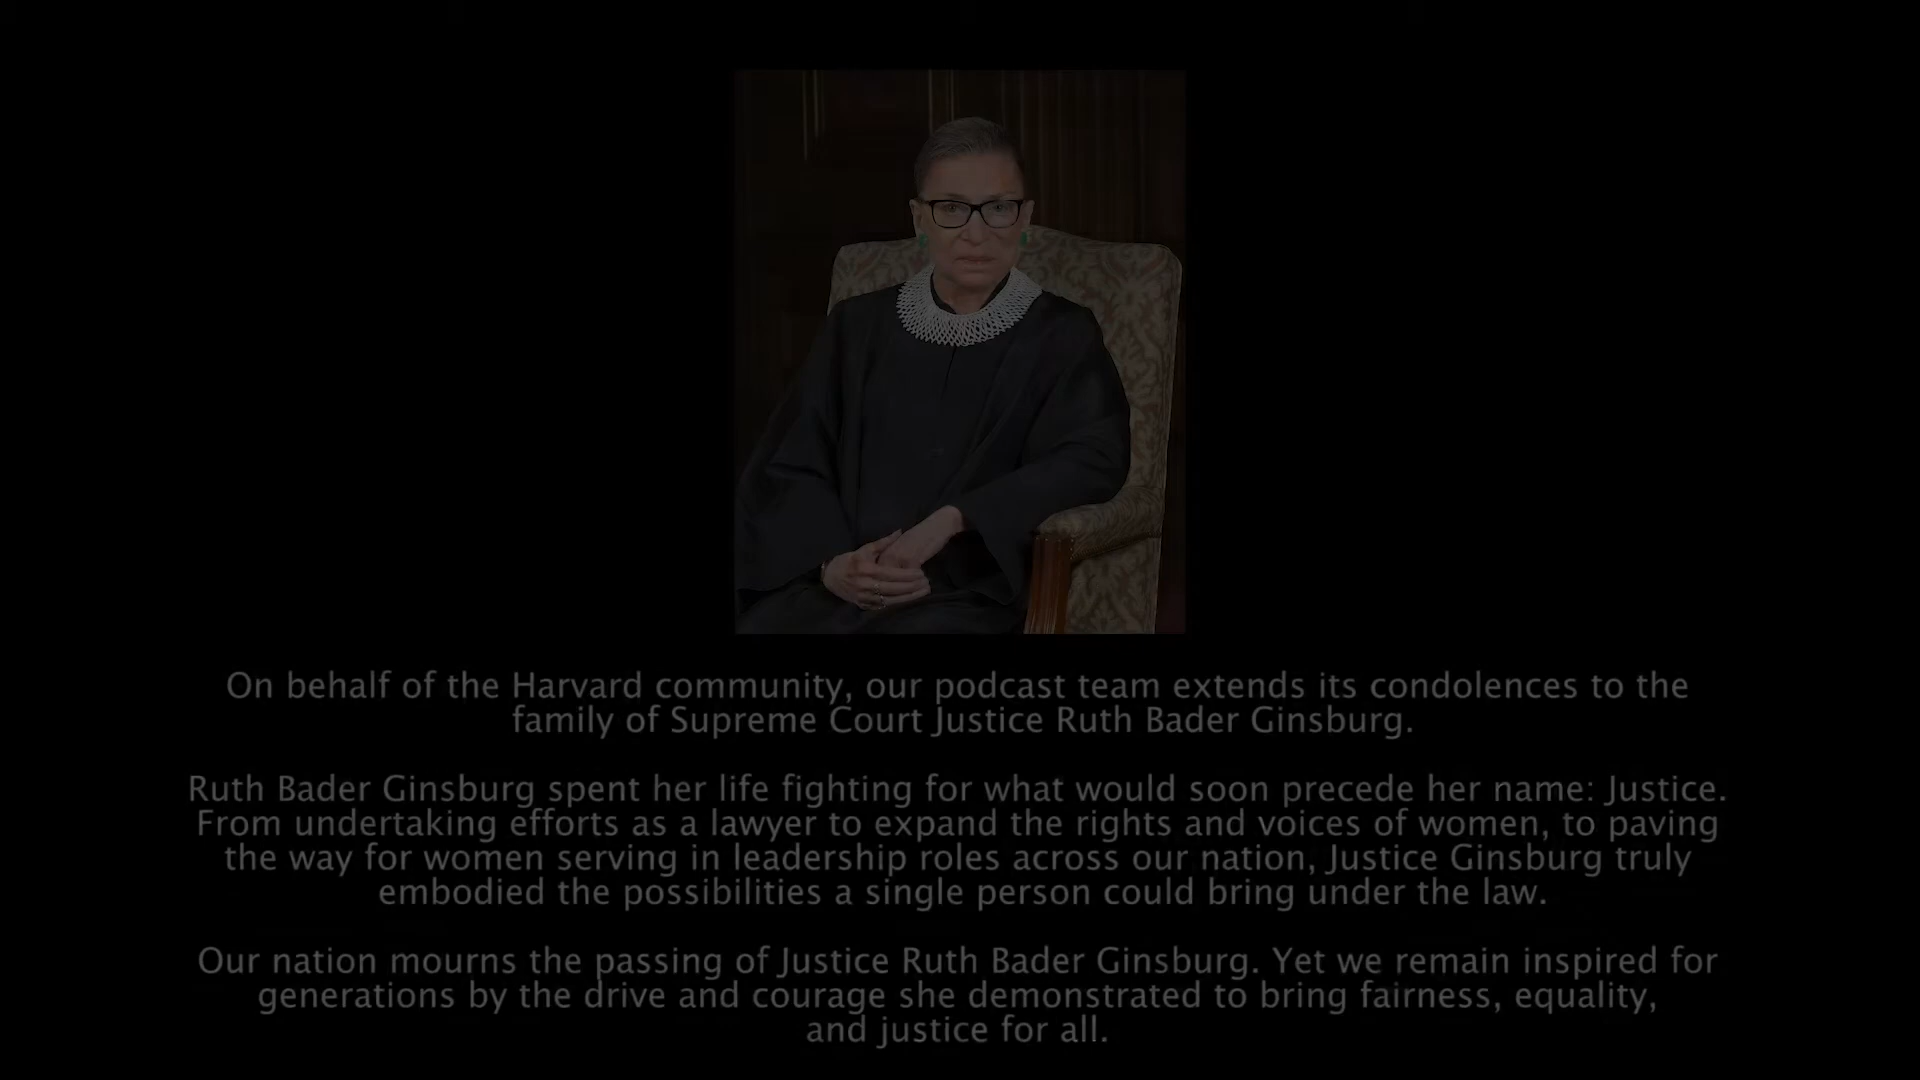 On behalf of the Harvard community, our podcast team extends its condolences to the
family of Supreme Court Justice Ruth Bader Ginsburg.
Ruth Bader Ginsburg spent her life fighting for what would soon precede her name: Justice.
From undertaking efforts as a lawyer to expand the rights and voices of women, to paving
the way for women serving in leadership roles across our nation, Justice Ginsburg truly
embodied the possibilities a single person could bring under the law.
Our nation mourns the passing of Justice Ruth Bader Ginsburg. Yet we remain inspired for
generations by the drive and courage she demonstrated to bring fairness, equality,
and justice for all.